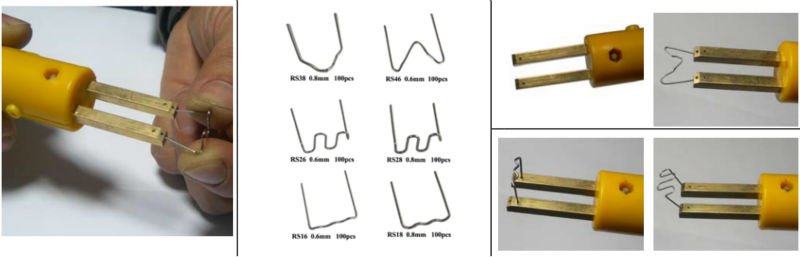 RS38 0.8mm 100pcs
RS46 0.6mm 100pcs
RS26 0.6mm 100pcs
RS28 0.8mm 100pcs
RS16 0.6mm 100pcs
RS18 0.8mm 100pcs